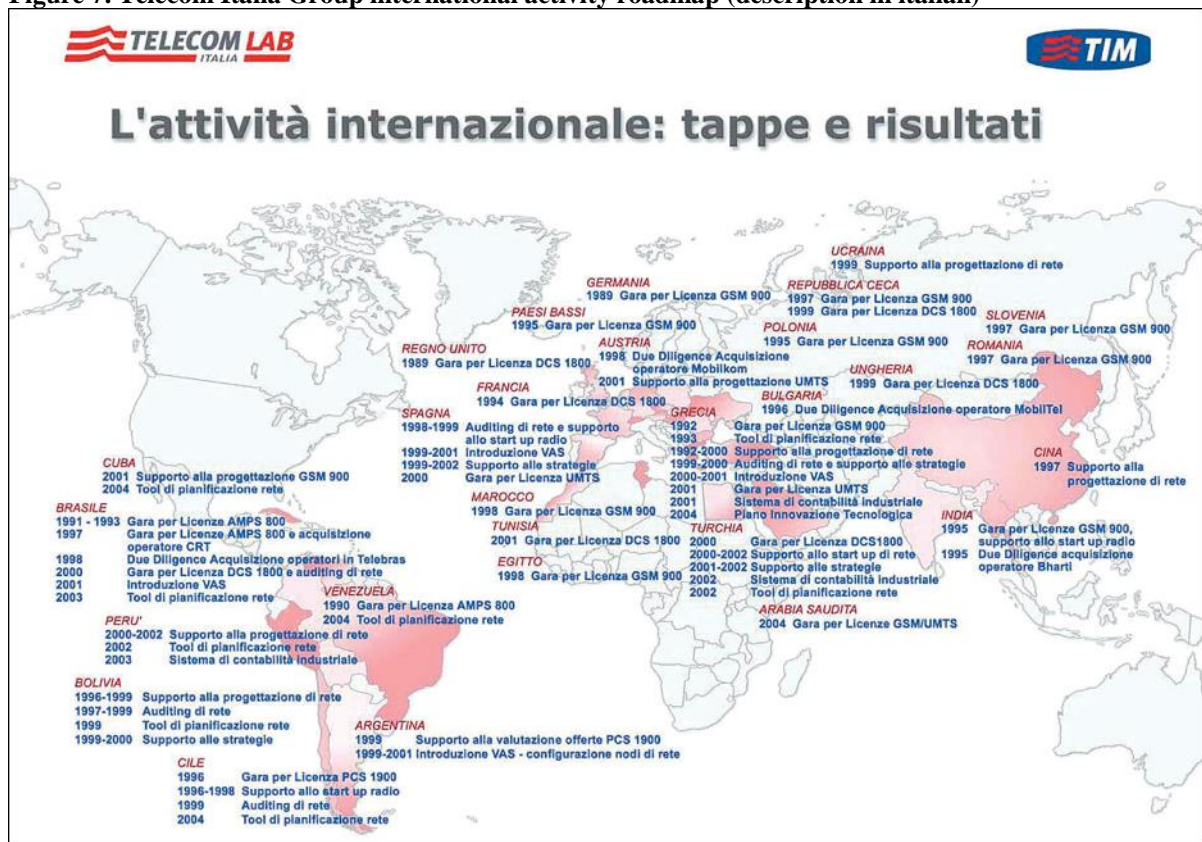 Figure 7. Telecom Italia Group international activity roadmap (description in Italian)
TELECOM LAB
ITALIA
TIM
L'attività internazionale: tappe e risultati
UCRAINA
1999 Supporto alla progettazione di rete
GERMANIA
1989 Gara per Licenza GSM 900
REPUBBLICA CECA
1997 Gara per Licenza GSM 900
1999 Gara per Licenza DCS 1800
PAESI BASSI
1995 Gara per Licenza GSM 900
SLOVENIA
1997 Gara per Licenza GSM 900
POLONIA
1995 Gara per Licenza GSM 900
REGNO UNITO
1989 Gara per Licenza DCS 1800
AUSTRIA
1998 Due Diligence Acquisizione
operatore Mobilkom
2001 Supporto alla progettazione UMTS
ROMANIA
1997 Gara per Licenza GSM 900
UNGHERIA
1999 Gara per Licenza DCS 1800
FRANCIA
1994 Gara per Licenza DCS 1800
BULGARIA
1996 Due Diligence Acquisizione operatore MobilTel
SPAGNA
1998-1999 Auditing di rete e supporto
allo start up radio
1999-2001 Introduzione VAS
1999-2002 Supporto alle strategie
2000 Gara per Licenza UMTS
GRECIA
1992 Gara per Licenza GSM 900
1993 Tool di pianificazione rete
1992-2000 Supporto alla progettazione di rete
1999-2000 Auditing di rete e supporto alle strategie
2000-2001 Introduzione VAS
2001 Gara per Licenza UMTS
2001 Sistema di contabilità industriale
2004 Piano Innovazione Tecnologica
CINA
1997 Supporto alla
progettazione di rete
CUBA
2001 Supporto alla progettazione GSM 900
2004 Tool di pianificazione rete
MAROCCO
1998 Gara per Licenza GSM 900
BRASILE
1991 - 1993 Gara per Licenze AMPS 800
1997 Gara per Licenze AMPS 800 e acquisizione
operatore CRT
1998 Due Diligence Acquisizione operatori in Telebras
2000 Gara per Licenza DCS 1800 e auditing di rete
2001 Introduzione VAS
2003 Tool di pianificazione rete
TUNISIA
2001 Gara per Licenza DCS 1800
TURCHIA
2000 Gara per Licenza DCS1800
2000-2002 Supporto allo start up di rete
2001-2002 Supporto alle strategie
2002 Sistema di contabilità industriale
2002 Tool di pianificazione rete
INDIA
1995 Gara per Licenze GSM 900,
supporto allo start up radio
1995 Due Diligence acquisizione
operatore Bharti
EGITTO
1998 Gara per Licenza GSM 900
VENEZUELA
1990 Gara per Licenza AMPS 800
2004 Tool di pianificazione rete
ARABIA SAUDITA
2004 Gara per Licenze GSM/UMTS
PERU'
2000-2002 Supporto alla progettazione di rete
2002 Tool di pianificazione rete
2003 Sistema di contabilità industriale
BOLIVIA
1996-1999 Supporto alla progettazione di rete
1997-1999 Auditing di rete
1999 Tool di pianificazione rete
1999-2000 Supporto alle strategie
ARGENTINA
1999 Supporto alla valutazione offerte PCS 1900
1999-2001 Introduzione VAS - configurazione nodi di rete
CILE
1996 Gara per Licenza PCS 1900
1996-1998 Supporto allo start up radio
1999 Auditing di rete
2004 Tool di pianificazione rete